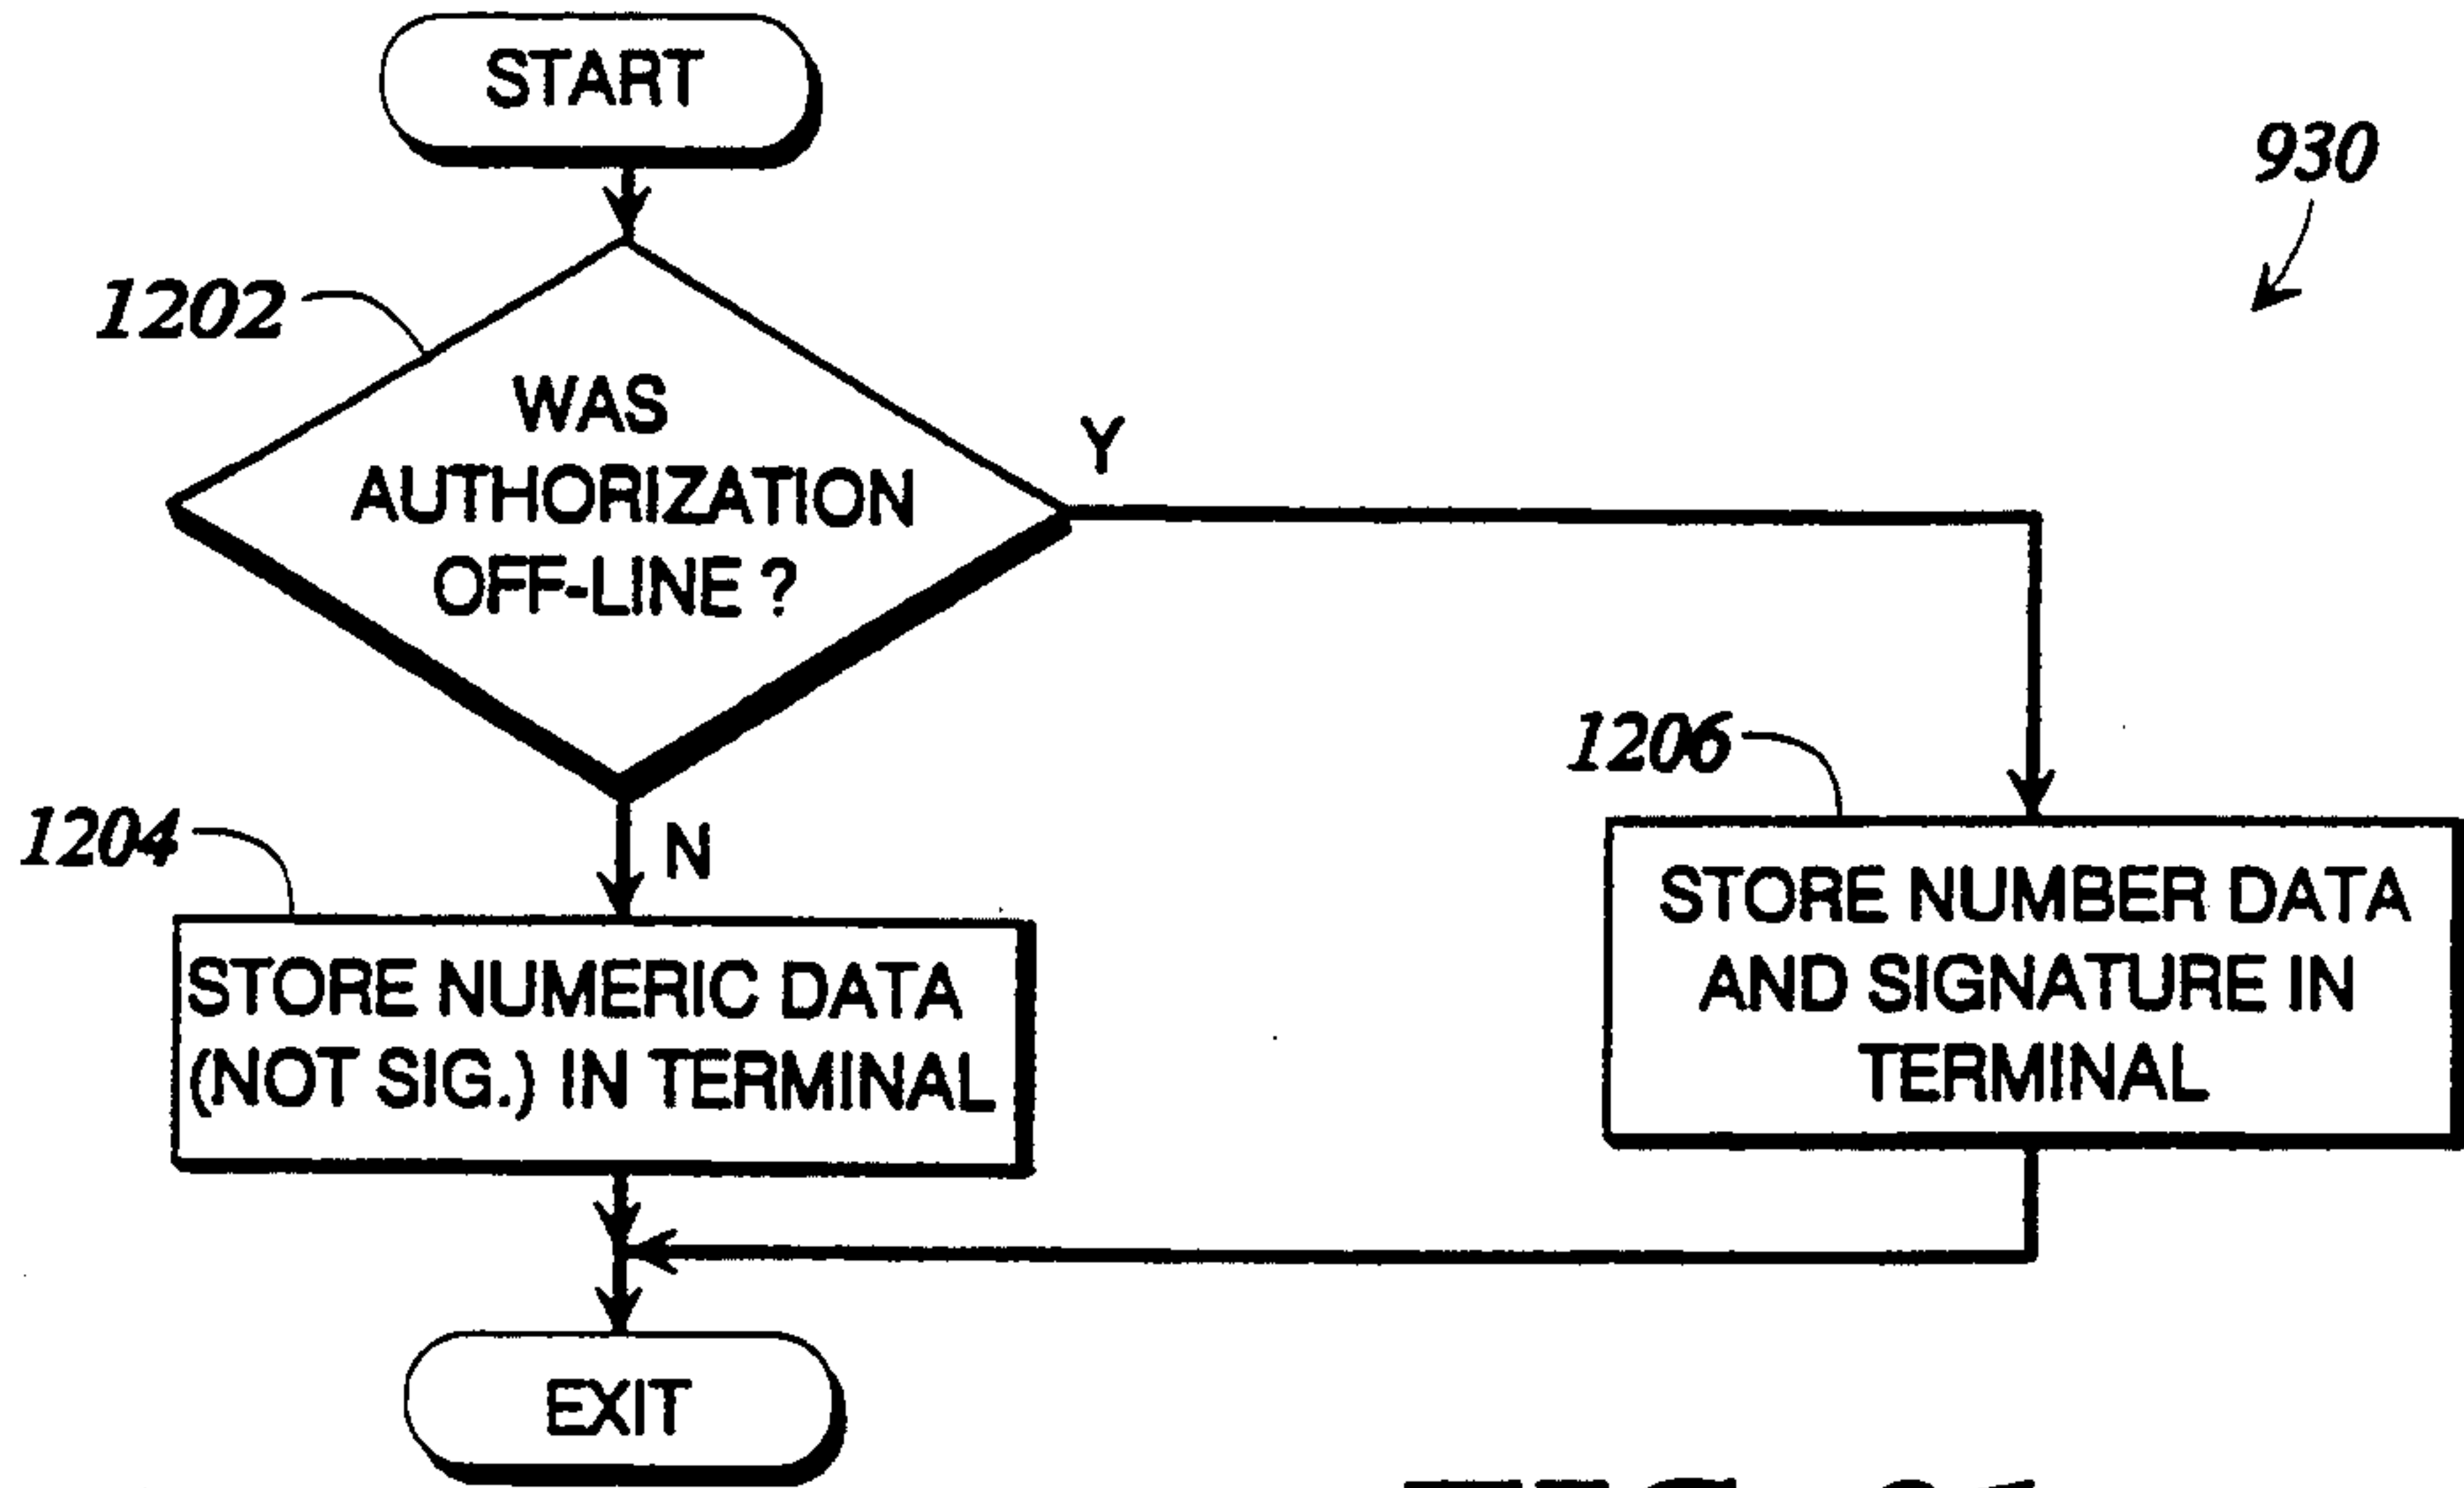 START
930
1202
WAS
AUTHORIZATION
OFF-LINE ?
Y
1206
1204
N
STORE NUMBER DATA
AND SIGNATURE IN
TERMINAL
STORE NUMERIC DATA
(NOT SIG.) IN TERMINAL
EXIT